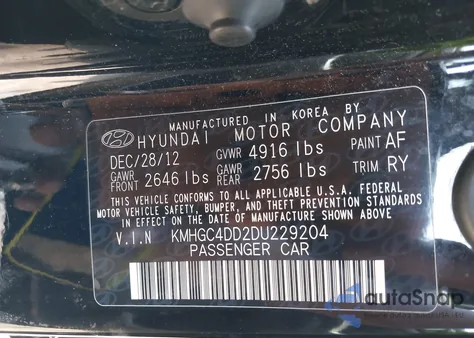 MANUFACTURED IN KOREA BY
HYUNDAI MOTOR COMPANY
DEC/28/12 GVWR 4916 lbs PAINT AF
GAWR FRONT 2646 lbs GAWR REAR 2756 lbs TRIM RY
THIS VEHICLE CONFORMS TO ALL APPLICABLE U.S. FEDERAL
MOTOR VEHICLE SAFETY, BUMPER, AND THEFT PREVENTION STANDARDS
IN EFFECT ON THE DATE OF MANUFACTURE SHOWN ABOVE.
V.I.N KMHGC4DD2DU229204
PASSENGER CAR
autaSnap